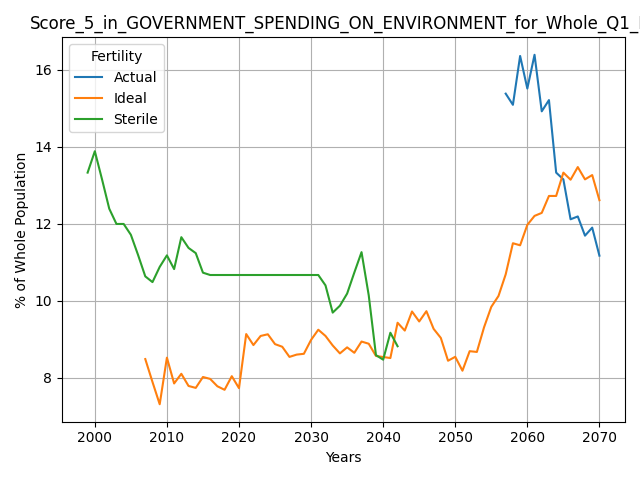 Score_5_in_GOVERNMENT_SPENDING_ON_ENVIRONMENT_for_Whole_Q1_
Fertility
Actual
Ideal
Sterile
16
14
12
10
8
% of Whole Population
2000
2010
2020
2030
2040
2050
2060
2070
Years